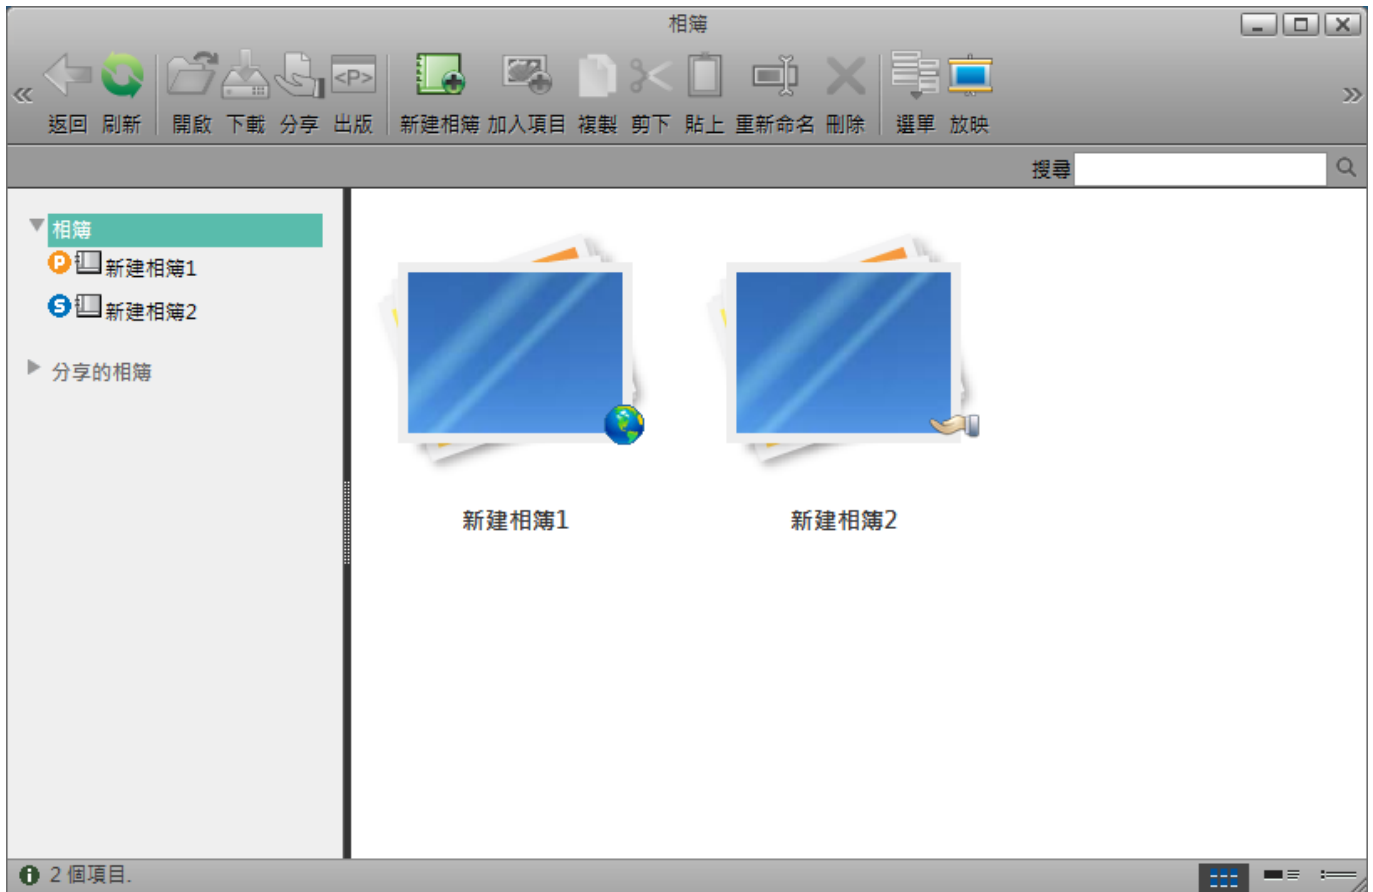 相簿
返回 刷新 開啟 下載 分享 <P> 出版 新建相簿 加入項目 複製 剪下 貼上 重新命名 刪除 選單 放映
搜尋
相簿
P 新建相簿1
S 新建相簿2
分享的相簿
新建相簿1 新建相簿2
2 個項目.